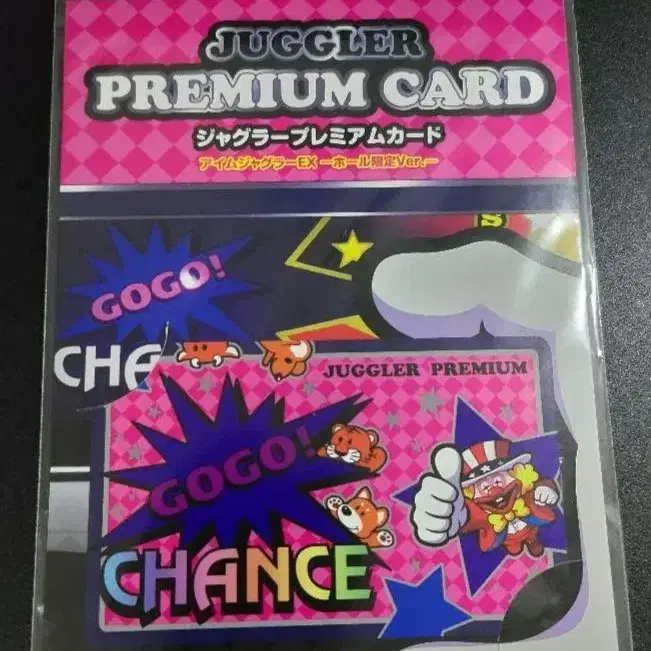 JUGGLER
PREMIUM CARD
ジャグラープレミアムカード
アイムジャグラーEX ーホール限定Ver.ー
S
GOGO!
CHA
JUGGLER PREMIUM
GOGO!
CHANCE